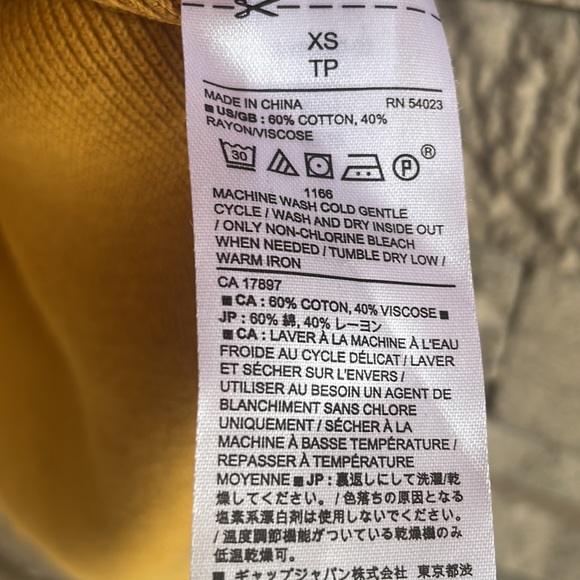 XS
TP
MADE IN CHINA RN 54023
■ US/GB : 60% COTTON, 40%
RAYON/VISCOSE
30 P ®
1166
MACHINE WASH COLD GENTLE
CYCLE / WASH AND DRY INSIDE OUT
/ ONLY NON-CHLORINE BLEACH
WHEN NEEDED / TUMBLE DRY LOW /
WARM IRON
CA 17897
■ CA : 60% COTON, 40% VISCOSE ■
JP : 60% 綿, 40% レーヨン
■ CA : LAVER À LA MACHINE À L'EAU
FROIDE AU CYCLE DÉLICAT / LAVER
ET SÉCHER SUR L'ENVERS /
UTILISER AU BESOIN UN AGENT DE
BLANCHIMENT SANS CHLORE
UNIQUEMENT / SÉCHER À LA
MACHINE À BASSE TEMPÉRATURE /
REPASSER À TEMPÉRATURE
MOYENNE ■ JP : 裏返しにして洗濯/乾
燥してください。/ 色落ちの原因となる
塩素系漂白剤は使用しないでください。
/ 温度調節機能がついている乾燥機のみ
低温乾燥可。
■ ギャップジャパン株式会社 東京都渋